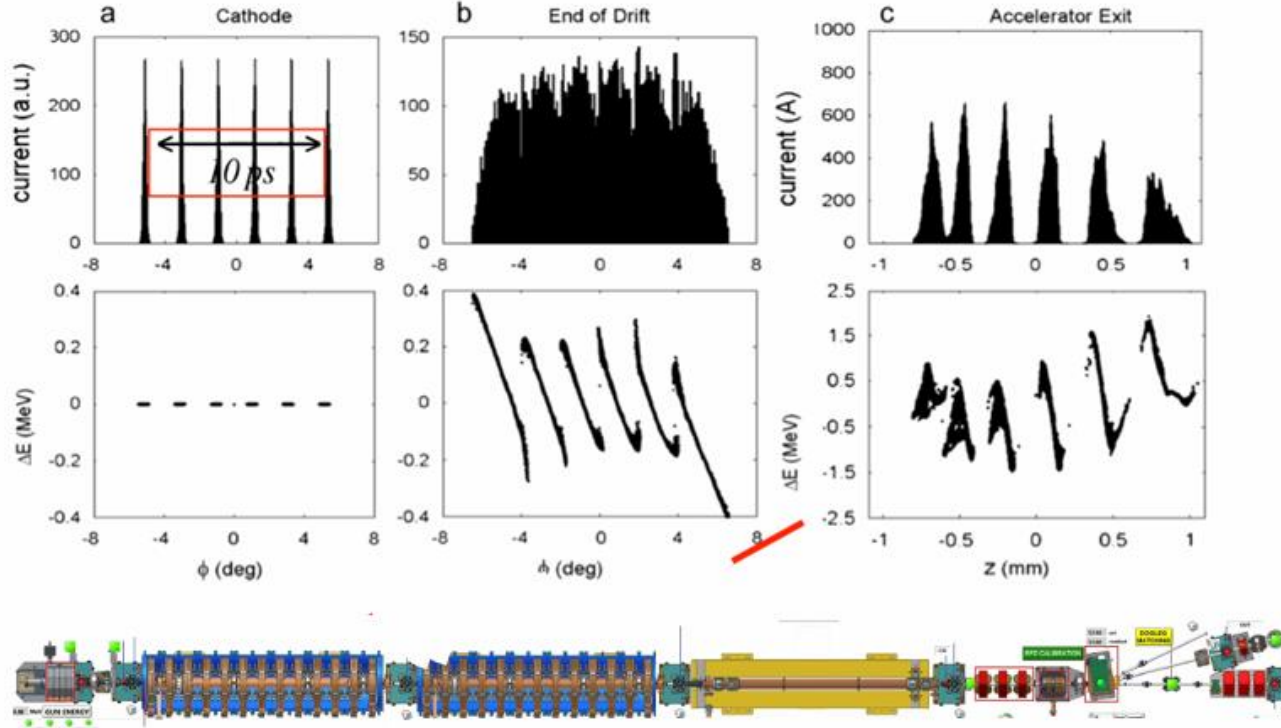 a Cathode
b End of Drift
c Accelerator Exit
300
200
100
0
current (a.u.)
10 ps
-8 -4 0 4 8
150
100
50
0
-8 -4 0 4 8
1000
800
600
400
200
0
current (A)
-1 -0.5 0 0.5 1
0.4
0.2
0
-0.2
-0.4
ΔE (MeV)
-8 -4 0 4 8
ϕ (deg)
0.4
0.2
0
-0.2
-0.4
-8 -4 0 4 8
(deg)
2.5
1.5
0.5
-0.5
-1.5
-2.5
ΔE (MeV)
-1 -0.5 0 0.5 1
z (mm)
GUN ENERGY
RFD CALIBRATION
DOGLEG
MATCHING